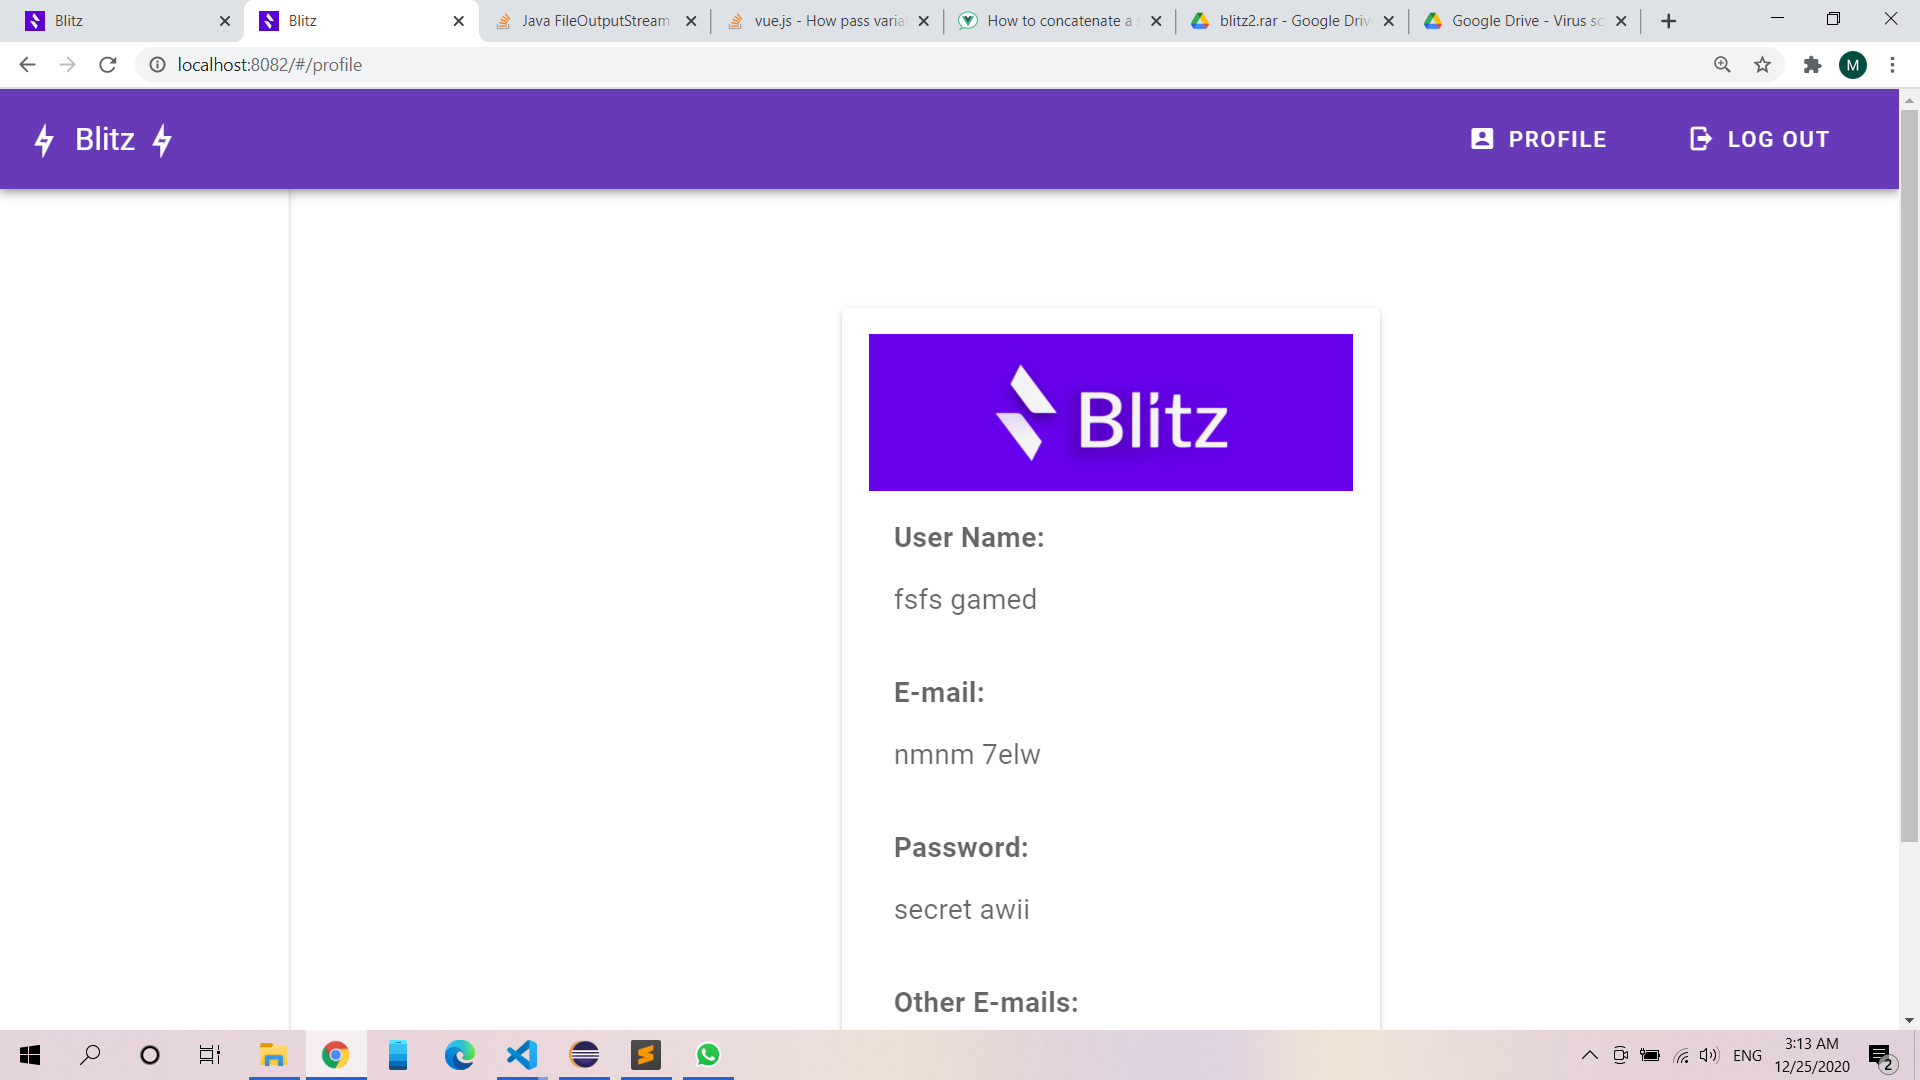 Blitz
Blitz
Java FileOutputStream
vue.js - How pass varia
How to concatenate a s
blitz2.rar - Google Driv
Google Drive - Virus sc
localhost:8082/#/profile
M
Blitz
PROFILE
LOG OUT
Blitz
User Name:
fsfs gamed
E-mail:
nmnm 7elw
Password:
secret awii
Other E-mails:
ENG
3:13 AM
12/25/2020
2